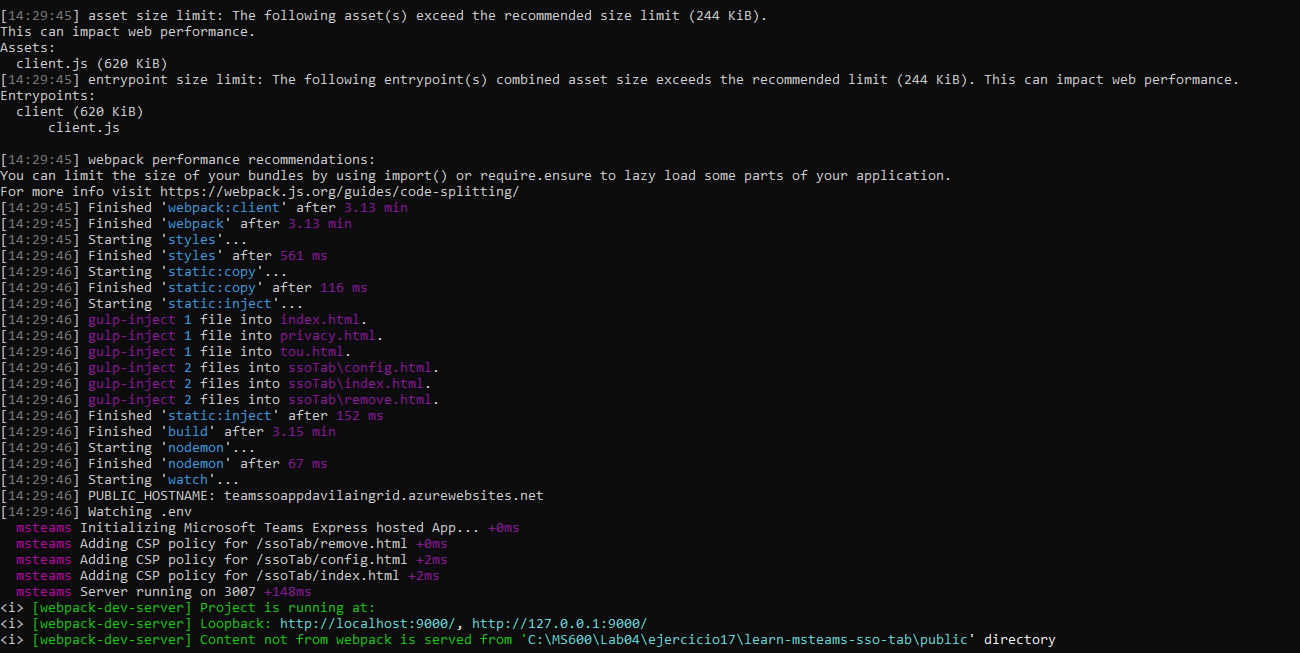 [14:29:45] asset size limit: The following asset(s) exceed the recommended size limit (244 KiB).
This can impact web performance.
Assets:
  client.js (620 KiB)
[14:29:45] entrypoint size limit: The following entrypoint(s) combined asset size exceeds the recommended limit (244 KiB). This can impact web performance.
Entrypoints:
  client (620 KiB)
      client.js
[14:29:45] webpack performance recommendations:
You can limit the size of your bundles by using import() or require.ensure to lazy load some parts of your application.
For more info visit https://webpack.js.org/guides/code-splitting/
[14:29:45] Finished 'webpack:client' after 3.13 min
[14:29:45] Finished 'webpack' after 3.13 min
[14:29:45] Starting 'styles'...
[14:29:46] Finished 'styles' after 561 ms
[14:29:46] Starting 'static:copy'...
[14:29:46] Finished 'static:copy' after 116 ms
[14:29:46] Starting 'static:inject'...
[14:29:46] gulp-inject 1 file into index.html.
[14:29:46] gulp-inject 1 file into privacy.html.
[14:29:46] gulp-inject 1 file into tou.html.
[14:29:46] gulp-inject 2 files into ssoTab\config.html.
[14:29:46] gulp-inject 2 files into ssoTab\index.html.
[14:29:46] gulp-inject 2 files into ssoTab\remove.html.
[14:29:46] Finished 'static:inject' after 152 ms
[14:29:46] Finished 'build' after 3.15 min
[14:29:46] Starting 'nodemon'...
[14:29:46] Finished 'nodemon' after 67 ms
[14:29:46] Starting 'watch'...
[14:29:46] PUBLIC_HOSTNAME: teamssoappdavilaingrid.azurewebsites.net
[14:29:46] Watching .env
  msteams Initializing Microsoft Teams Express hosted App... +0ms
  msteams Adding CSP policy for /ssoTab/remove.html +0ms
  msteams Adding CSP policy for /ssoTab/config.html +2ms
  msteams Adding CSP policy for /ssoTab/index.html +2ms
  msteams Server running on 3007 +148ms
<i> [webpack-dev-server] Project is running at:
<i> [webpack-dev-server] Loopback: http://localhost:9000/, http://127.0.0.1:9000/
<i> [webpack-dev-server] Content not from webpack is served from 'C:\MS600\Lab04\ejercicio17\learn-msteams-sso-tab\public' directory